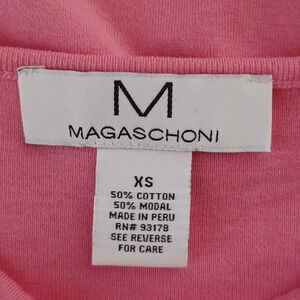 M
MAGASCHONI
XS
50% COTTON
50% MODAL
MADE IN PERU
RN# 93178
SEE REVERSE
FOR CARE